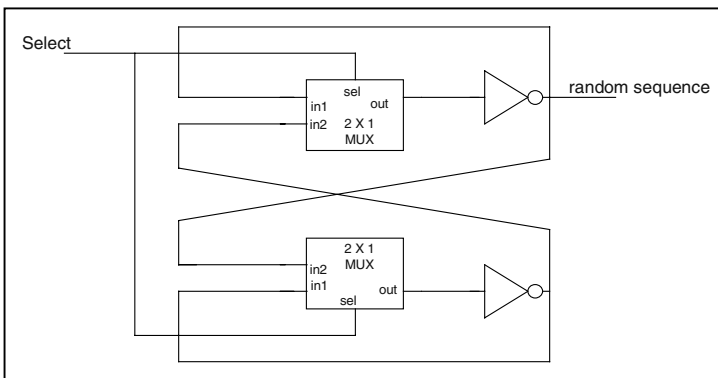 Select
sel
in1
out
in2
2 X 1
MUX
random sequence
2 X 1
MUX
in2
in1
out
sel